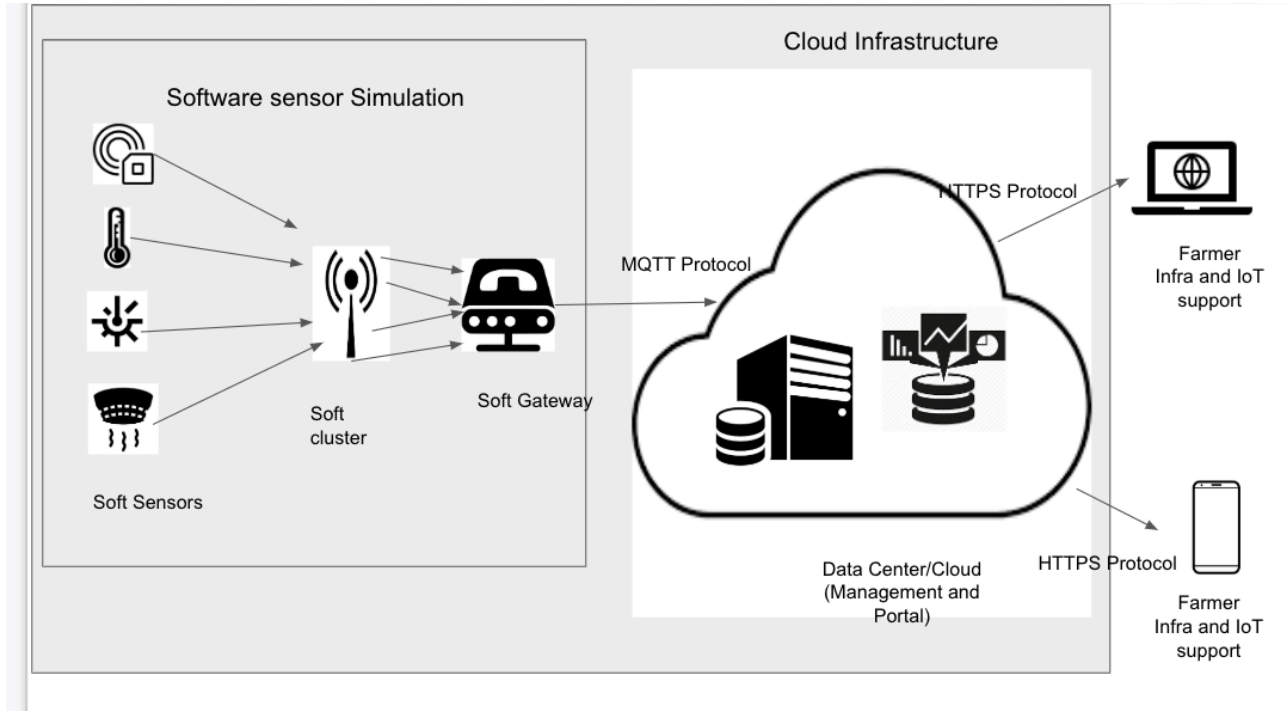 Cloud Infrastructure
Software sensor Simulation
HTTPS Protocol
Farmer
Infra and IoT
support
MQTT Protocol
Soft Gateway
Soft
cluster
Soft Sensors
Data Center/Cloud
(Management and
Portal)
HTTPS Protocol
Farmer
Infra and IoT
support